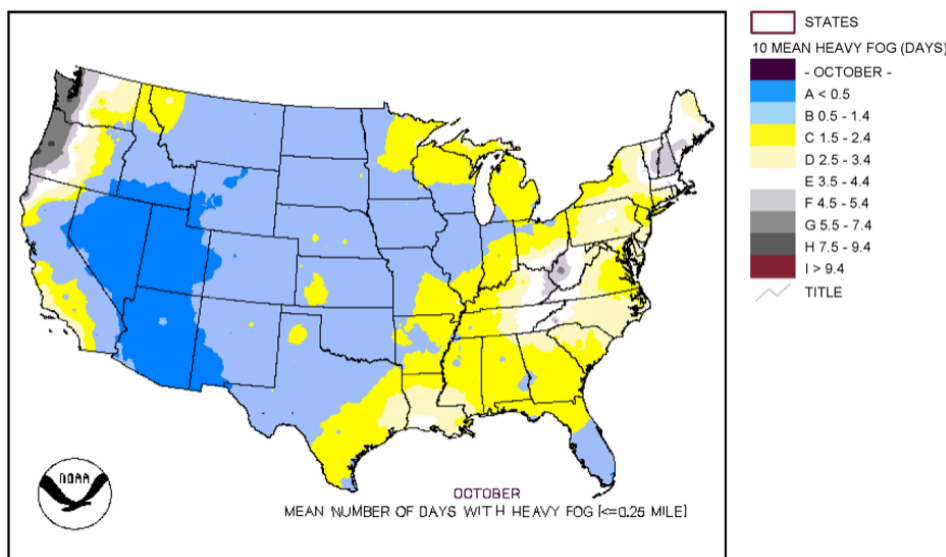 STATES
10 MEAN HEAVY FOG (DAYS)
- OCTOBER -
A < 0.5
B 0.5 - 1.4
C 1.5 - 2.4
D 2.5 - 3.4
E 3.5 - 4.4
F 4.5 - 5.4
G 5.5 - 7.4
H 7.5 - 9.4
I > 9.4
TITLE
NOAA
OCTOBER
MEAN NUMBER OF DAYS WITH HEAVY FOG [<=0.25 MILE]